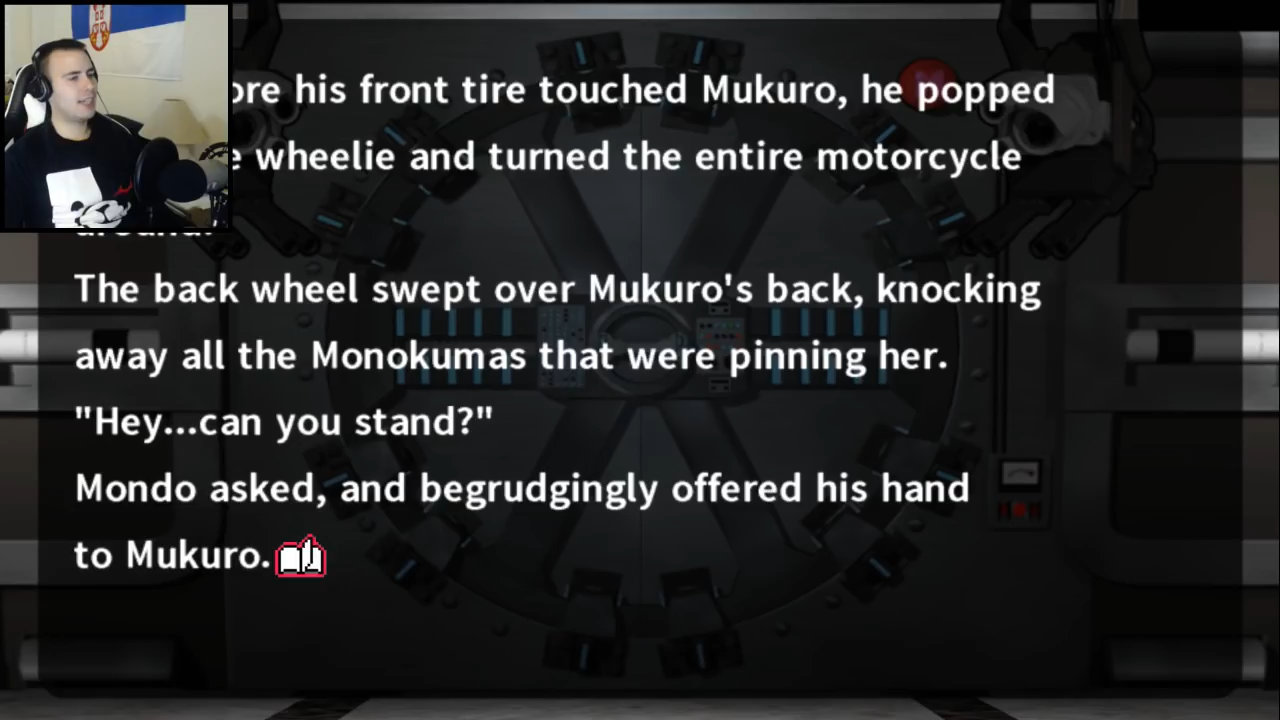 his front tire touched Mukuro, he popped
wheelie and turned the entire motorcycle
The back wheel swept over Mukuro's back, knocking
away all the Monokumas that were pinning her.
"Hey...can you stand?"
Mondo asked, and begrudgingly offered his hand
to Mukuro.